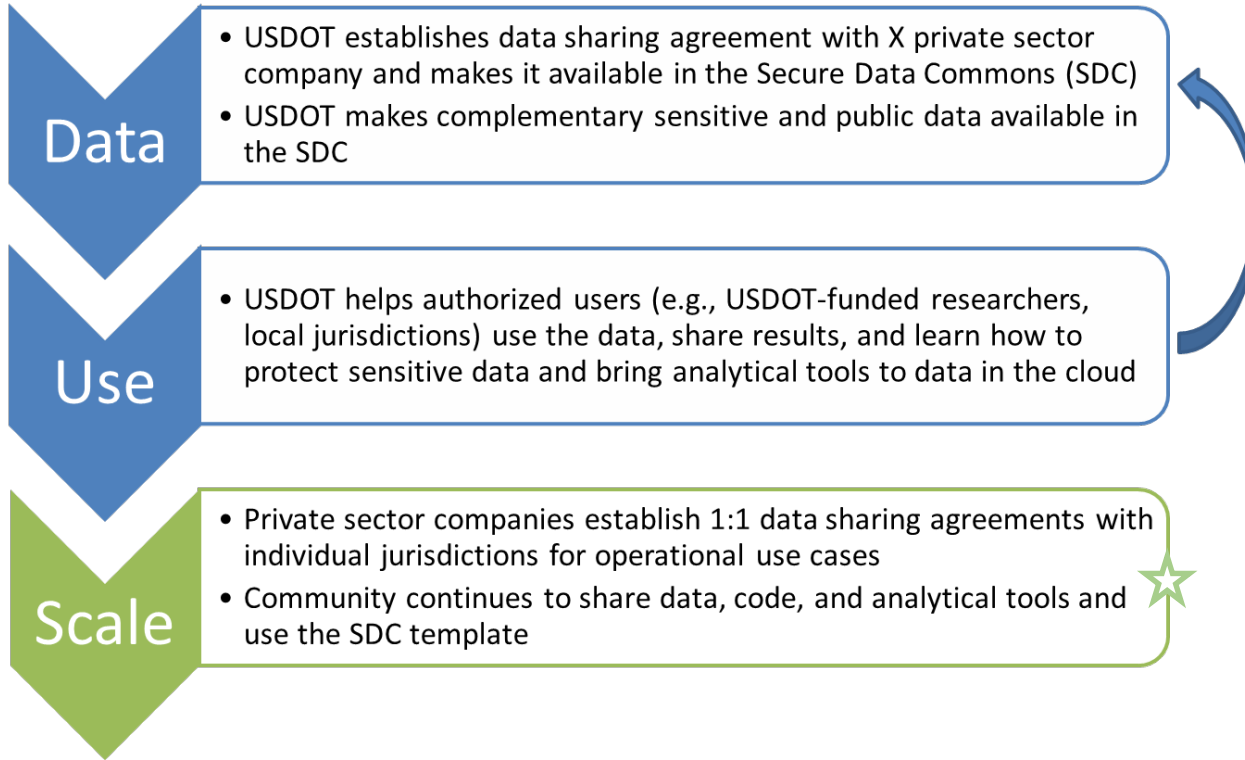 Data
• USDOT establishes data sharing agreement with X private sector
company and makes it available in the Secure Data Commons (SDC)
• USDOT makes complementary sensitive and public data available in
the SDC
Use
• USDOT helps authorized users (e.g., USDOT-funded researchers,
local jurisdictions) use the data, share results, and learn how to
protect sensitive data and bring analytical tools to data in the cloud
Scale
• Private sector companies establish 1:1 data sharing agreements with
individual jurisdictions for operational use cases
• Community continues to share data, code, and analytical tools and
use the SDC template